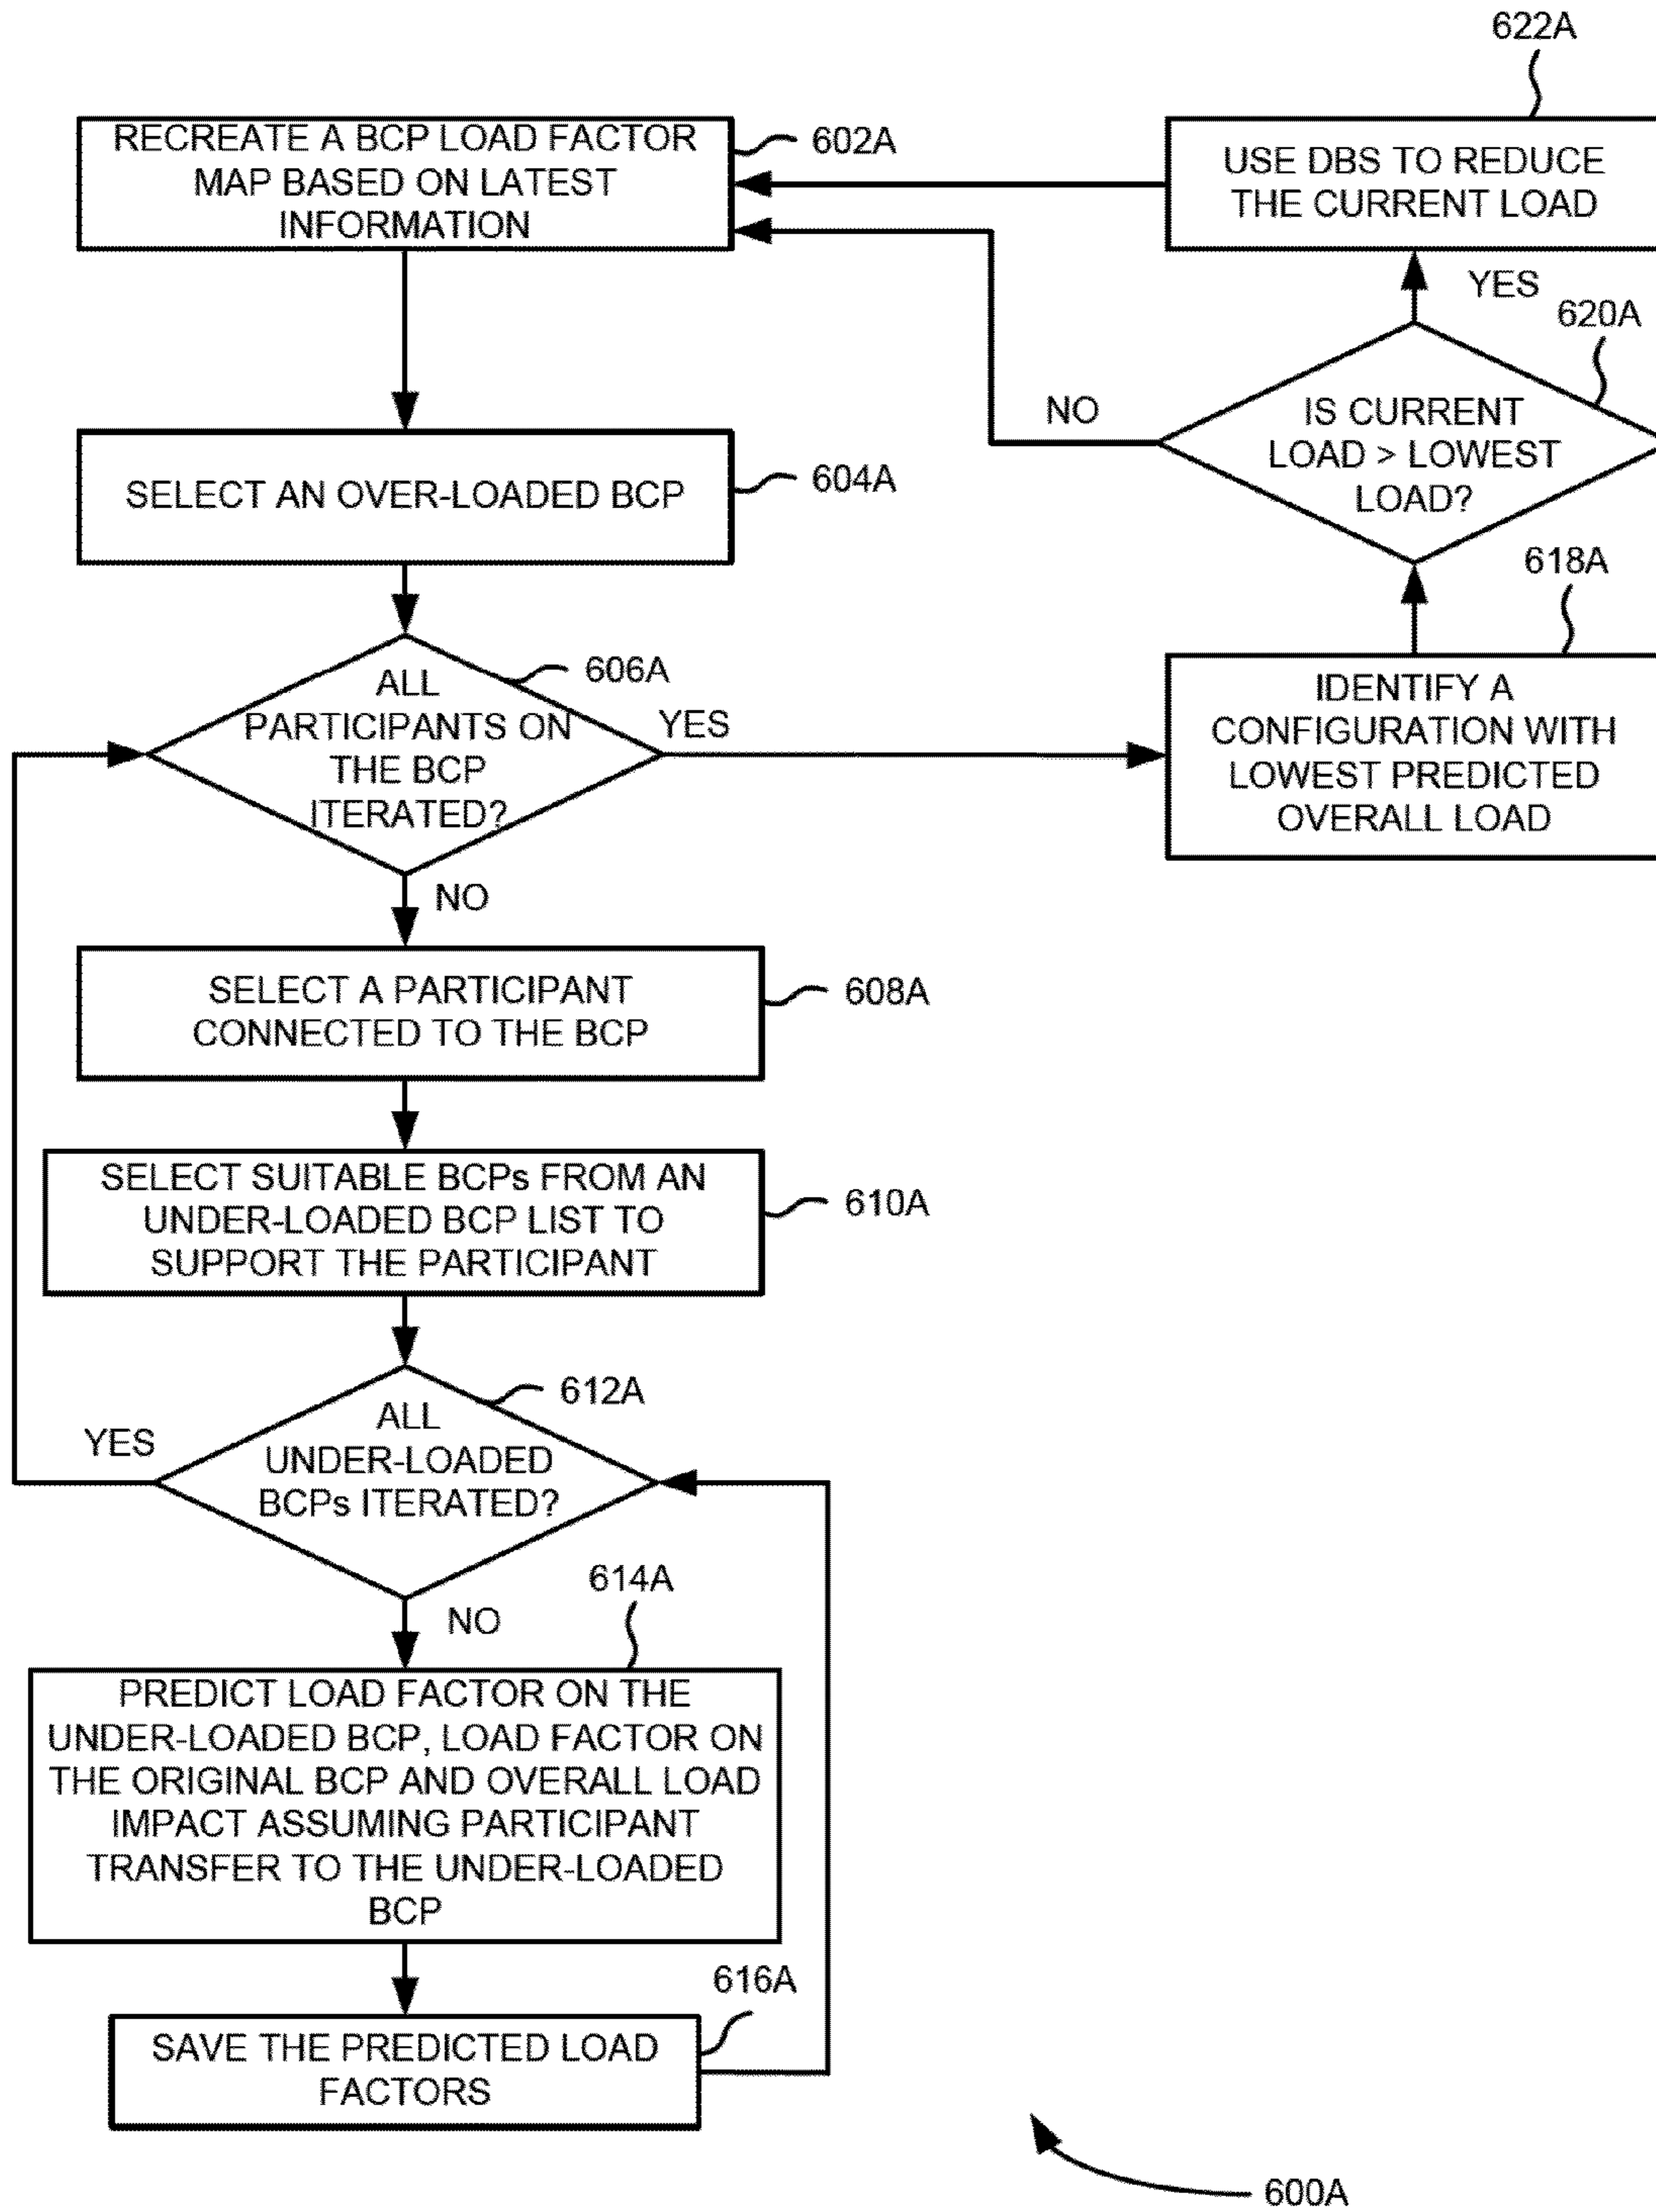 622A
RECREATE A BCP LOAD FACTOR
MAP BASED ON LATEST
INFORMATION
602A
USE DBS TO REDUCE
THE CURRENT LOAD
YES
620A
NO
IS CURRENT
LOAD > LOWEST
LOAD?
SELECT AN OVER-LOADED BCP
604A
618A
ALL
PARTICIPANTS ON
THE BCP
ITERATED?
606A
YES
IDENTIFY A
CONFIGURATION WITH
LOWEST PREDICTED
OVERALL LOAD
NO
SELECT A PARTICIPANT
CONNECTED TO THE BCP
608A
SELECT SUITABLE BCPs FROM AN
UNDER-LOADED BCP LIST TO
SUPPORT THE PARTICIPANT
610A
612A
YES
ALL
UNDER-LOADED
BCPs ITERATED?
614A
NO
PREDICT LOAD FACTOR ON THE
UNDER-LOADED BCP, LOAD FACTOR ON
THE ORIGINAL BCP AND OVERALL LOAD
IMPACT ASSUMING PARTICIPANT
TRANSFER TO THE UNDER-LOADED
BCP
616A
SAVE THE PREDICTED LOAD
FACTORS
600A